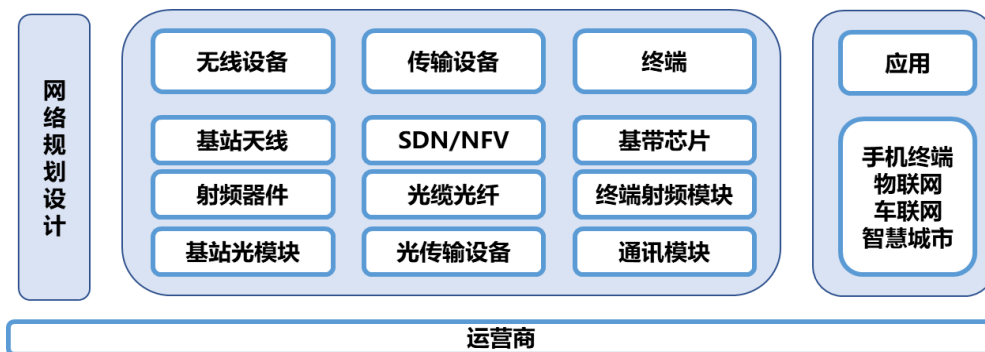 网络规划设计
无线设备
传输设备
终端
基站天线
SDN/NFV
基带芯片
射频器件
光缆光纤
终端射频模块
基站光模块
光传输设备
通讯模块
应用
手机终端
物联网
车联网
智慧城市
运营商